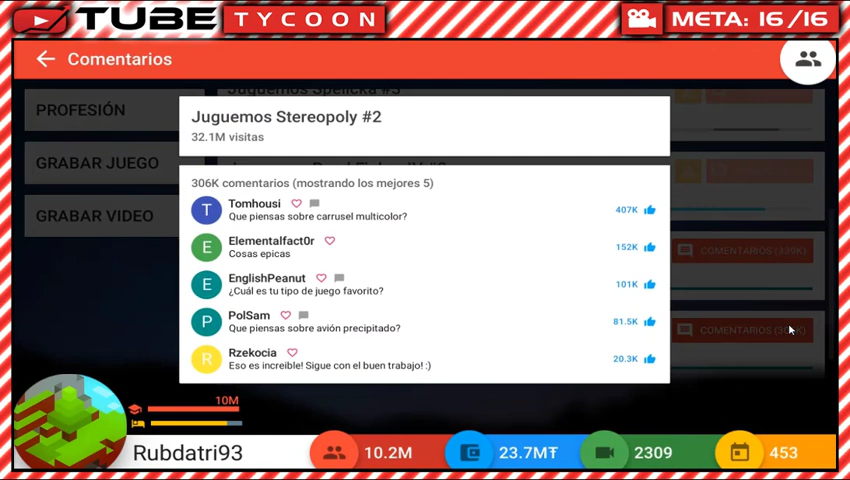 TUBE TYCOON
META: 16/16
Comentarios
PROFESIÓN
GRABAR JUEGO
GRABAR VIDEO
Juguemos Stereopoly #2
32.1M visitas
306K comentarios (mostrando los mejores 5)
T
Tomhousi
Que piensas sobre carrusel multicolor?
407K
E
Elementalfact0r
Cosas epicas
152K
E
EnglishPeanut
¿Cuál es tu tipo de juego favorito?
101K
P
PolSam
Que piensas sobre avión precipitado?
81.5K
R
Rzekocia
Eso es increible! Sigue con el buen trabajo! :)
20.3K
COMENTARIOS (339K)
COMENTARIOS
10M
Rubdatri93
10.2M
23.7M₸
2309
453